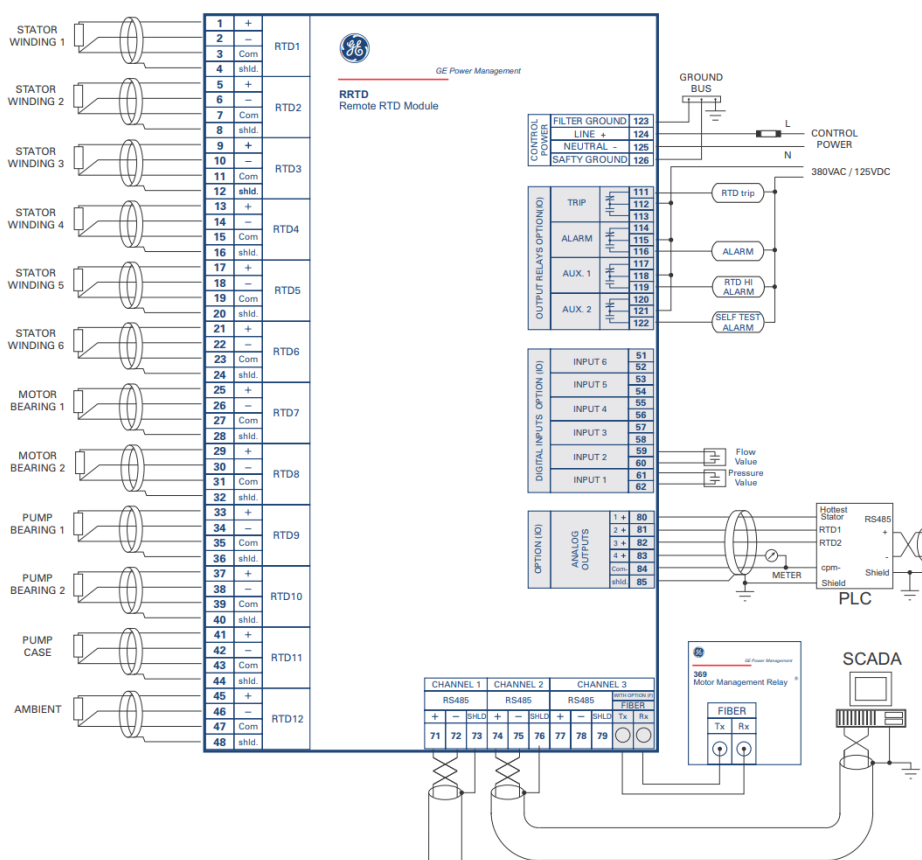 STATOR
WINDING 1
STATOR
WINDING 2
STATOR
WINDING 3
STATOR
WINDING 4
STATOR
WINDING 5
STATOR
WINDING 6
MOTOR
BEARING 1
MOTOR
BEARING 2
PUMP
BEARING 1
PUMP
BEARING 2
PUMP
CASE
AMBIENT
1 +
2 –
3 Com
4 shld.
RTD1
5 +
6 –
7 Com
8 shld.
RTD2
9 +
10 –
11 Com
12 shld.
RTD3
13 +
14 –
15 Com
16 shld.
RTD4
17 +
18 –
19 Com
20 shld.
RTD5
21 +
22 –
23 Com
24 shld.
RTD6
25 +
26 –
27 Com
28 shld.
RTD7
29 +
30 –
31 Com
32 shld.
RTD8
33 +
34 –
35 Com
36 shld.
RTD9
37 +
38 –
39 Com
40 shld.
RTD10
41 +
42 –
43 Com
44 shld.
RTD11
45 +
46 –
47 Com
48 shld.
RTD12
GE Power Management
RRTD
Remote RTD Module
CONTROL
POWER
FILTER GROUND 123
LINE + 124
NEUTRAL - 125
SAFTY GROUND 126
GROUND
BUS
L
N
CONTROL
POWER
380VAC / 125VDC
OUTPUT RELAYS OPTION(IO)
TRIP
111
112
113
ALARM
114
115
116
AUX. 1
117
118
119
AUX. 2
120
121
122
RTD trip
ALARM
RTD HI
ALARM
SELF TEST
ALARM
DIGITAL INPUTS OPTION (IO)
INPUT 6
51
52
INPUT 5
53
54
INPUT 4
55
56
INPUT 3
57
58
INPUT 2
59
60
INPUT 1
61
62
Flow
Value
Pressure
Value
OPTION (IO)
ANALOG
OUTPUTS
1 + 80
2 + 81
3 + 82
4 + 83
Com- 84
shld. 85
METER
Hottest
Stator
RTD1
RTD2
cpm-
Shield
RS485
+
-
Shield
PLC
CHANNEL 1 CHANNEL 2 CHANNEL 3
RS485 RS485 RS485
WITH OPTION (F)
FIBER
+ – SHLD + – SHLD + – SHLD Tx Rx
71 72 73 74 75 76 77 78 79
GE Power Management
369
Motor Management Relay
FIBER
Tx Rx
SCADA